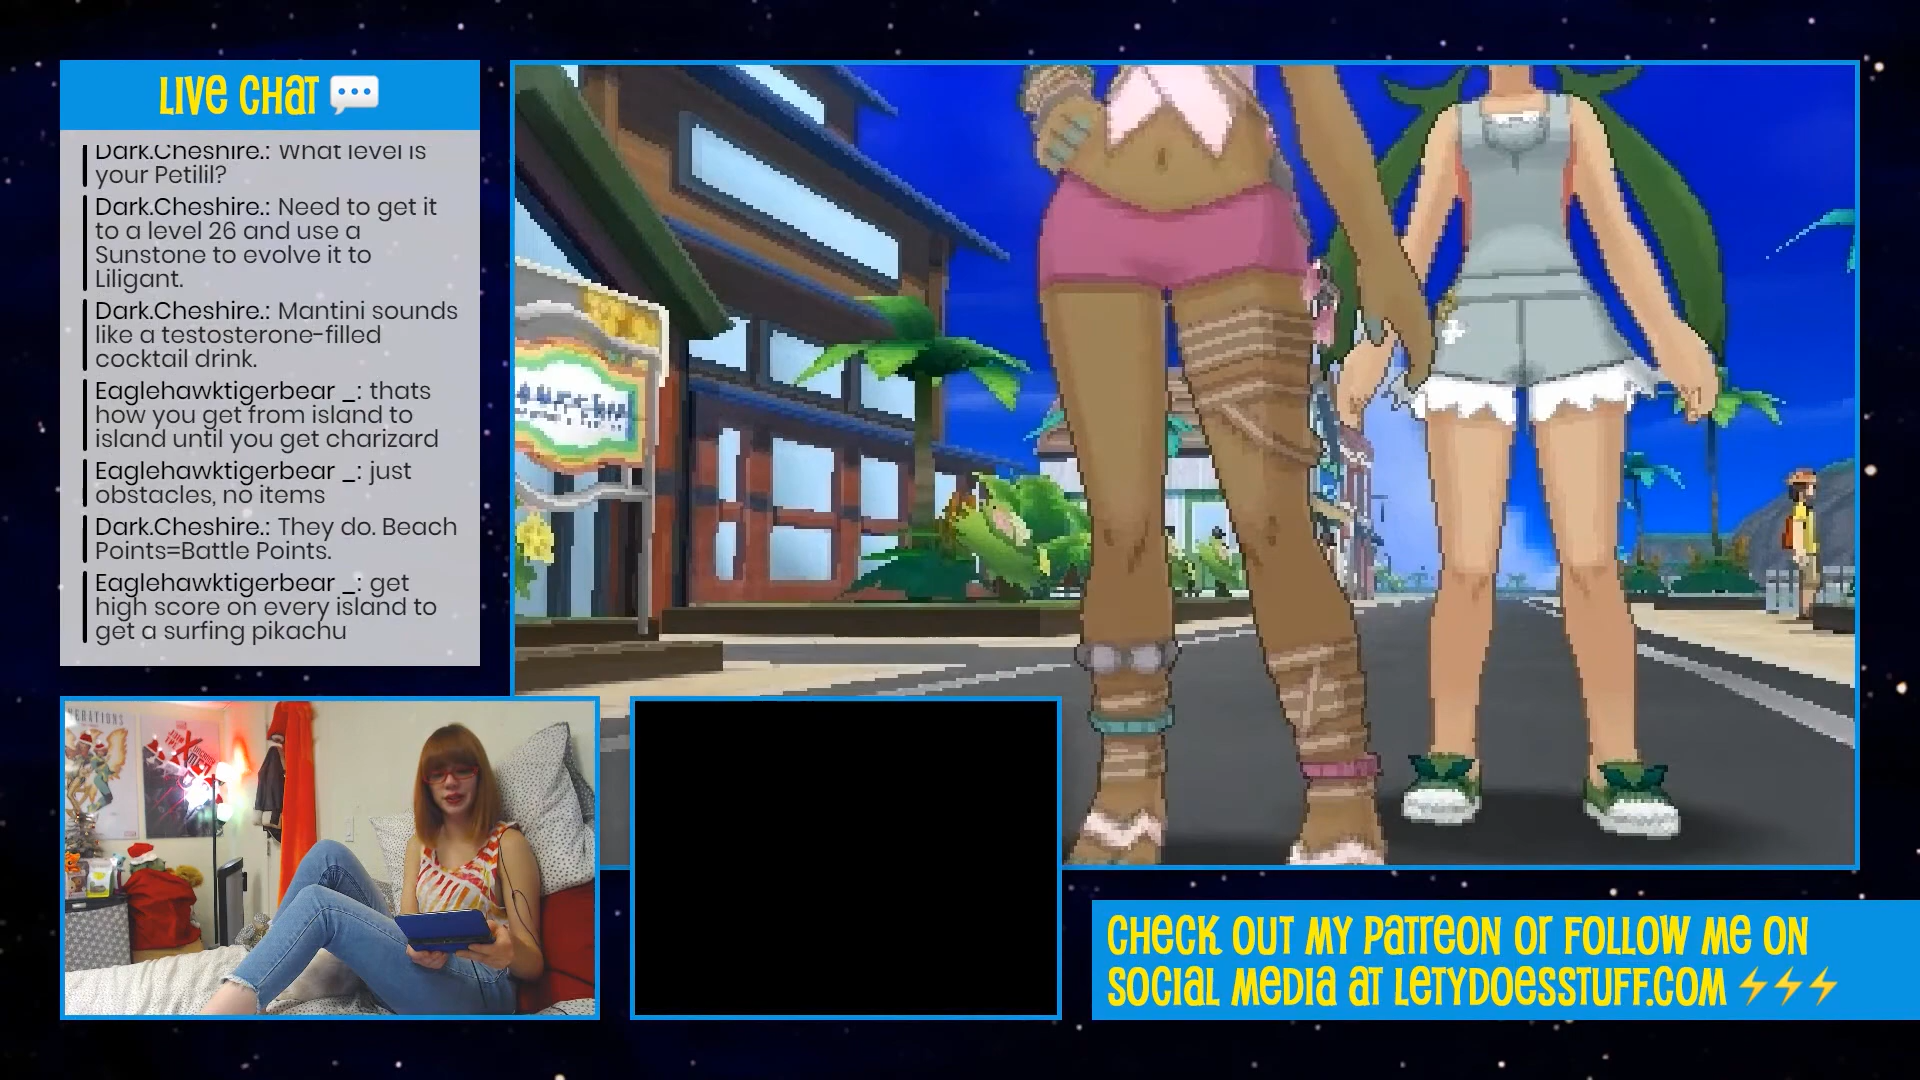 LIVE CHAT
Dark.Cheshire.: What level is
your Petilil?
Dark.Cheshire.: Need to get it
to a level 26 and use a
Sunstone to evolve it to
Liligant.
Dark.Cheshire.: Mantini sounds
like a testosterone-filled
cocktail drink.
Eaglehawktigerbear _: thats
how you get from island to
island until you get charizard
Eaglehawktigerbear _: just
obstacles, no items
Dark.Cheshire.: They do. Beach
Points=Battle Points.
Eaglehawktigerbear _: get
high score on every island to
get a surfing pikachu
CHECK OUT MY PATREON OR FOLLOW ME ON
SOCIAL MEDIA AT LETYDOESSTUFF.COM ⚡⚡⚡